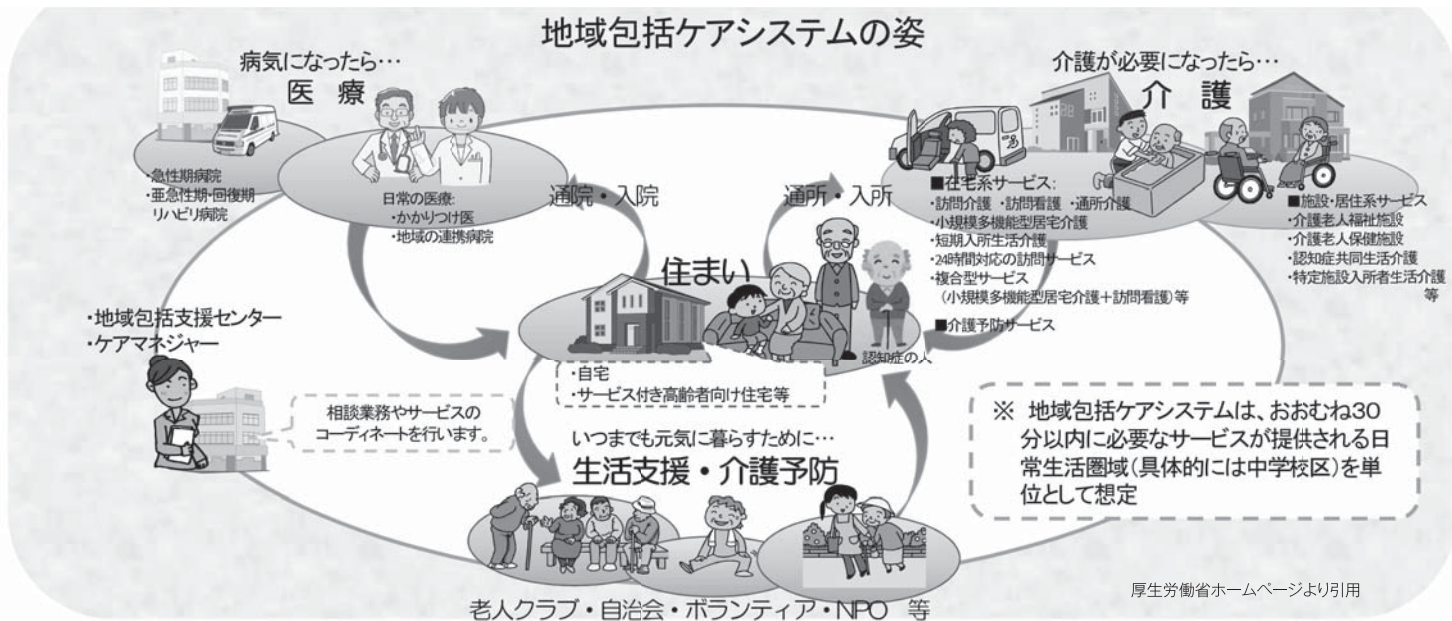 地域包括ケアシステムの姿
病気になったら…
医 療
・急性期病院
・亜急性期・回復期
リハビリ病院
日常の医療:
・かかりつけ医
・地域の連携病院
通院・入院
介護が必要になったら…
介 護
通所・入所
■在宅系サービス:
・訪問介護 ・訪問看護 ・通所介護
・小規模多機能型居宅介護
・短期入所生活介護
・24時間対応の訪問サービス
・複合型サービス
(小規模多機能型居宅介護+訪問看護)等
■介護予防サービス
■施設・居住系サービス
・介護老人福祉施設
・介護老人保健施設
・認知症共同生活介護
・特定施設入所者生活介護
等
住まい
認知症の人
・自宅
・サービス付き高齢者向け住宅等
・地域包括支援センター
・ケアマネジャー
相談業務やサービスの
コーディネートを行います。
いつまでも元気に暮らすために…
生活支援・介護予防
老人クラブ・自治会・ボランティア・NPO 等
※ 地域包括ケアシステムは、おおむね30
分以内に必要なサービスが提供される日
常生活圏域(具体的には中学校区)を単
位として想定
厚生労働省ホームページより引用